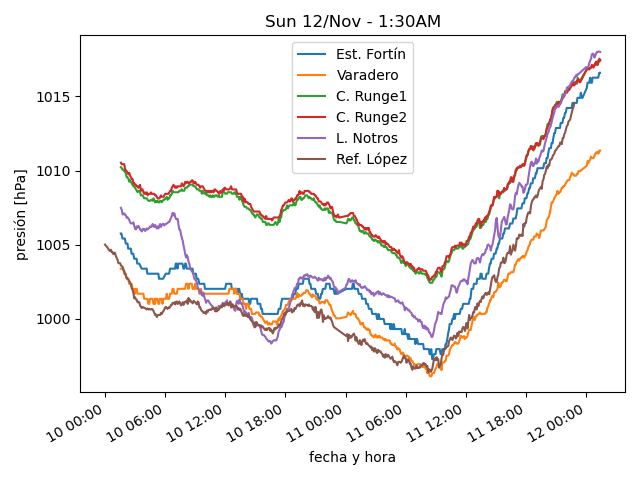 Sun 12/Nov - 1:30AM
Est. Fortín
Varadero
C. Runge1
C. Runge2
L. Notros
Ref. López
presión [hPa]
1015
1010
1005
1000
10 00:00
10 06:00
10 12:00
10 18:00
11 00:00
11 06:00
11 12:00
11 18:00
12 00:00
fecha y hora